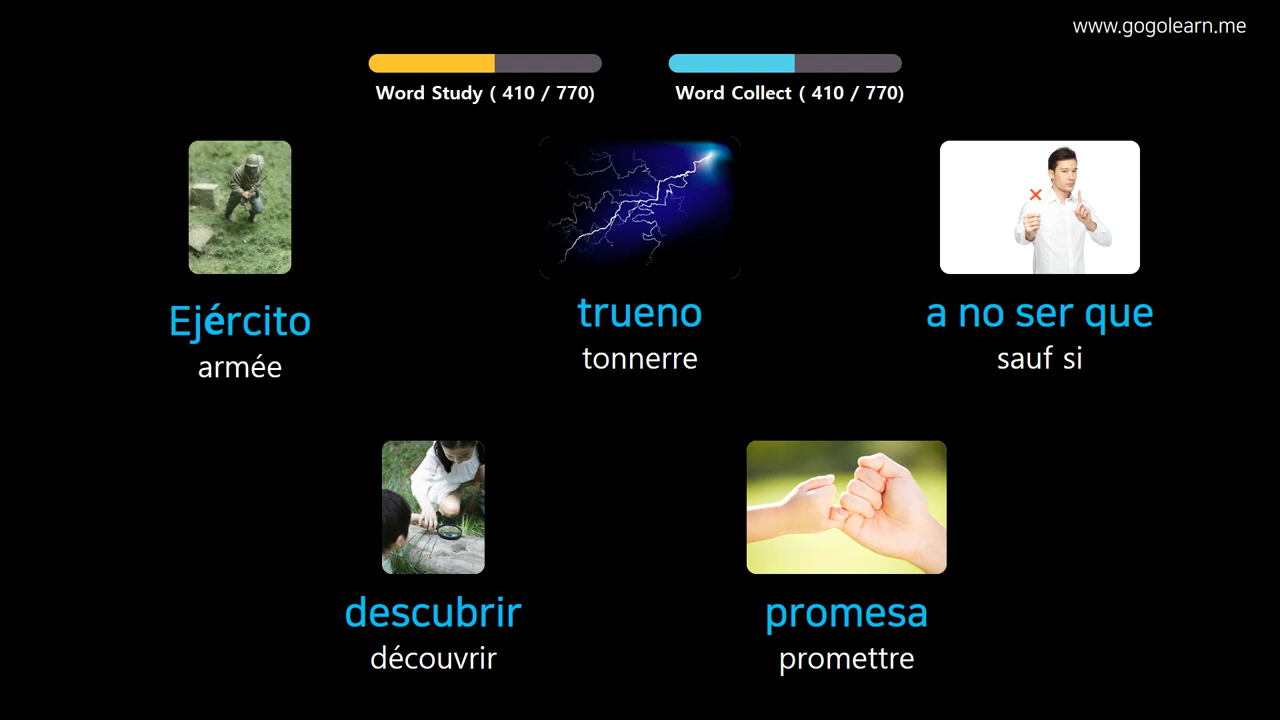 www.gogolearn.me
Word Study ( 410 / 770)
Word Collect ( 410 / 770)
Ejército
armée
trueno
tonnerre
a no ser que
sauf si
descubrir
découvrir
promesa
promettre